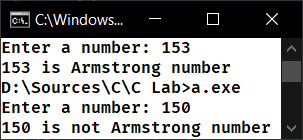 C:\Windows...
Enter a number: 153
153 is Armstrong number
D:\Sources\C\C Lab>a.exe
Enter a number: 150
150 is not Armstrong number